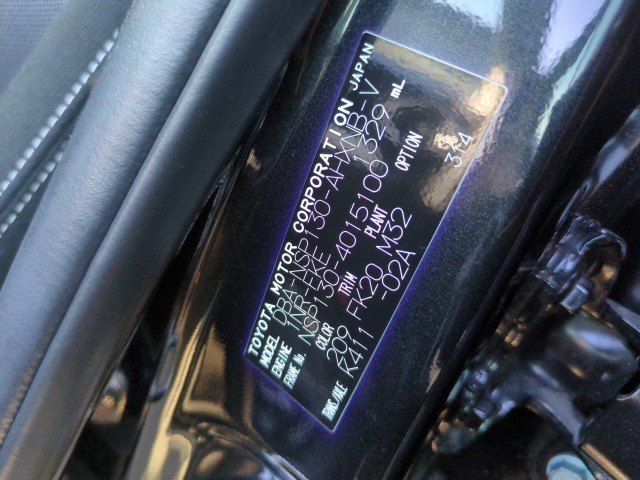 TOYOTA MOTOR CORPORATION JAPAN
MODEL DBA-NSP130-AHXNB-V
ENGINE 1NR-FKE 1329 mL
FRAME No. NSP130-4015100
COLOR TRIM PLANT OPTION
209 FK20 M32 314
TRANS./AXLE K411 -02A